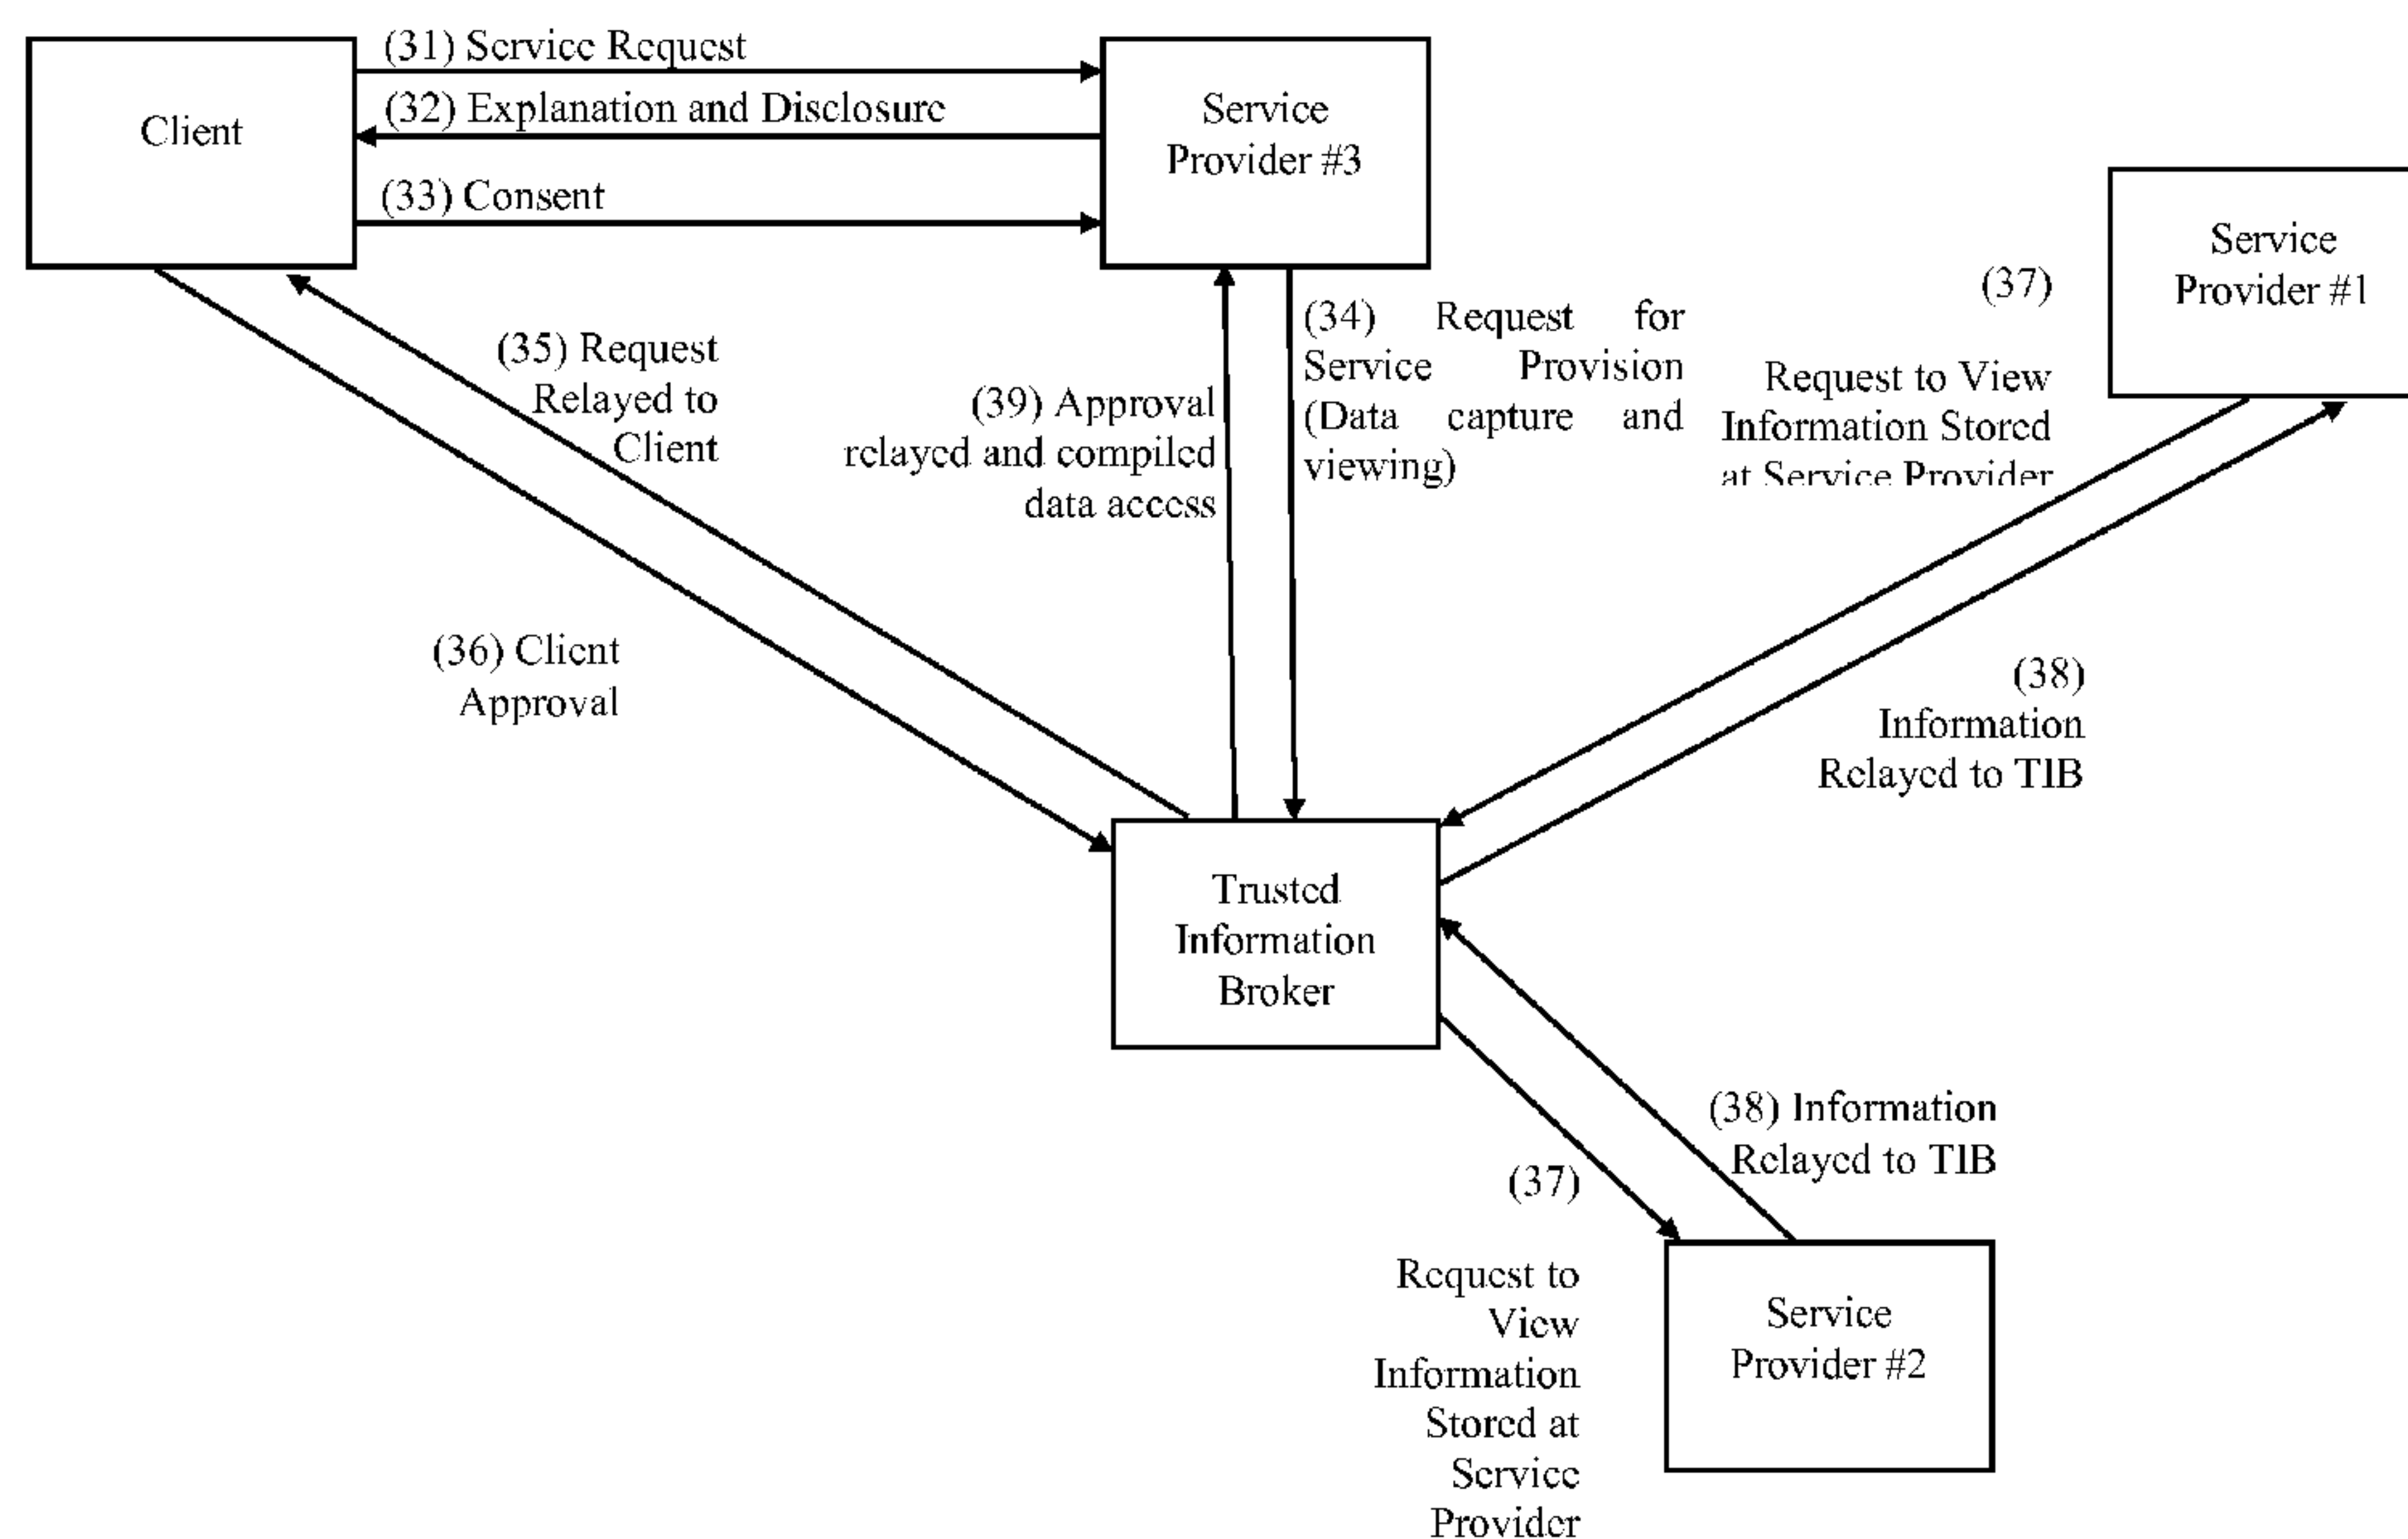 (31) Service Request
Client
(32) Explanation and Disclosure
(33) Consent
Service
Provider #3
Service
Provider #1
(35) Request
Relayed to
Client
(39) Approval
relayed and compiled
data access
(34) Request for
Service Provision
(Data capture and
viewing)
(37)
Request to View
Information Stored
at Service Provider
(36) Client
Approval
(38)
Information
Relayed to TIB
Trusted
Information
Broker
(38) Information
Relayed to TIB
(37)
Request to
View
Information
Stored at
Service
Provider
Service
Provider #2